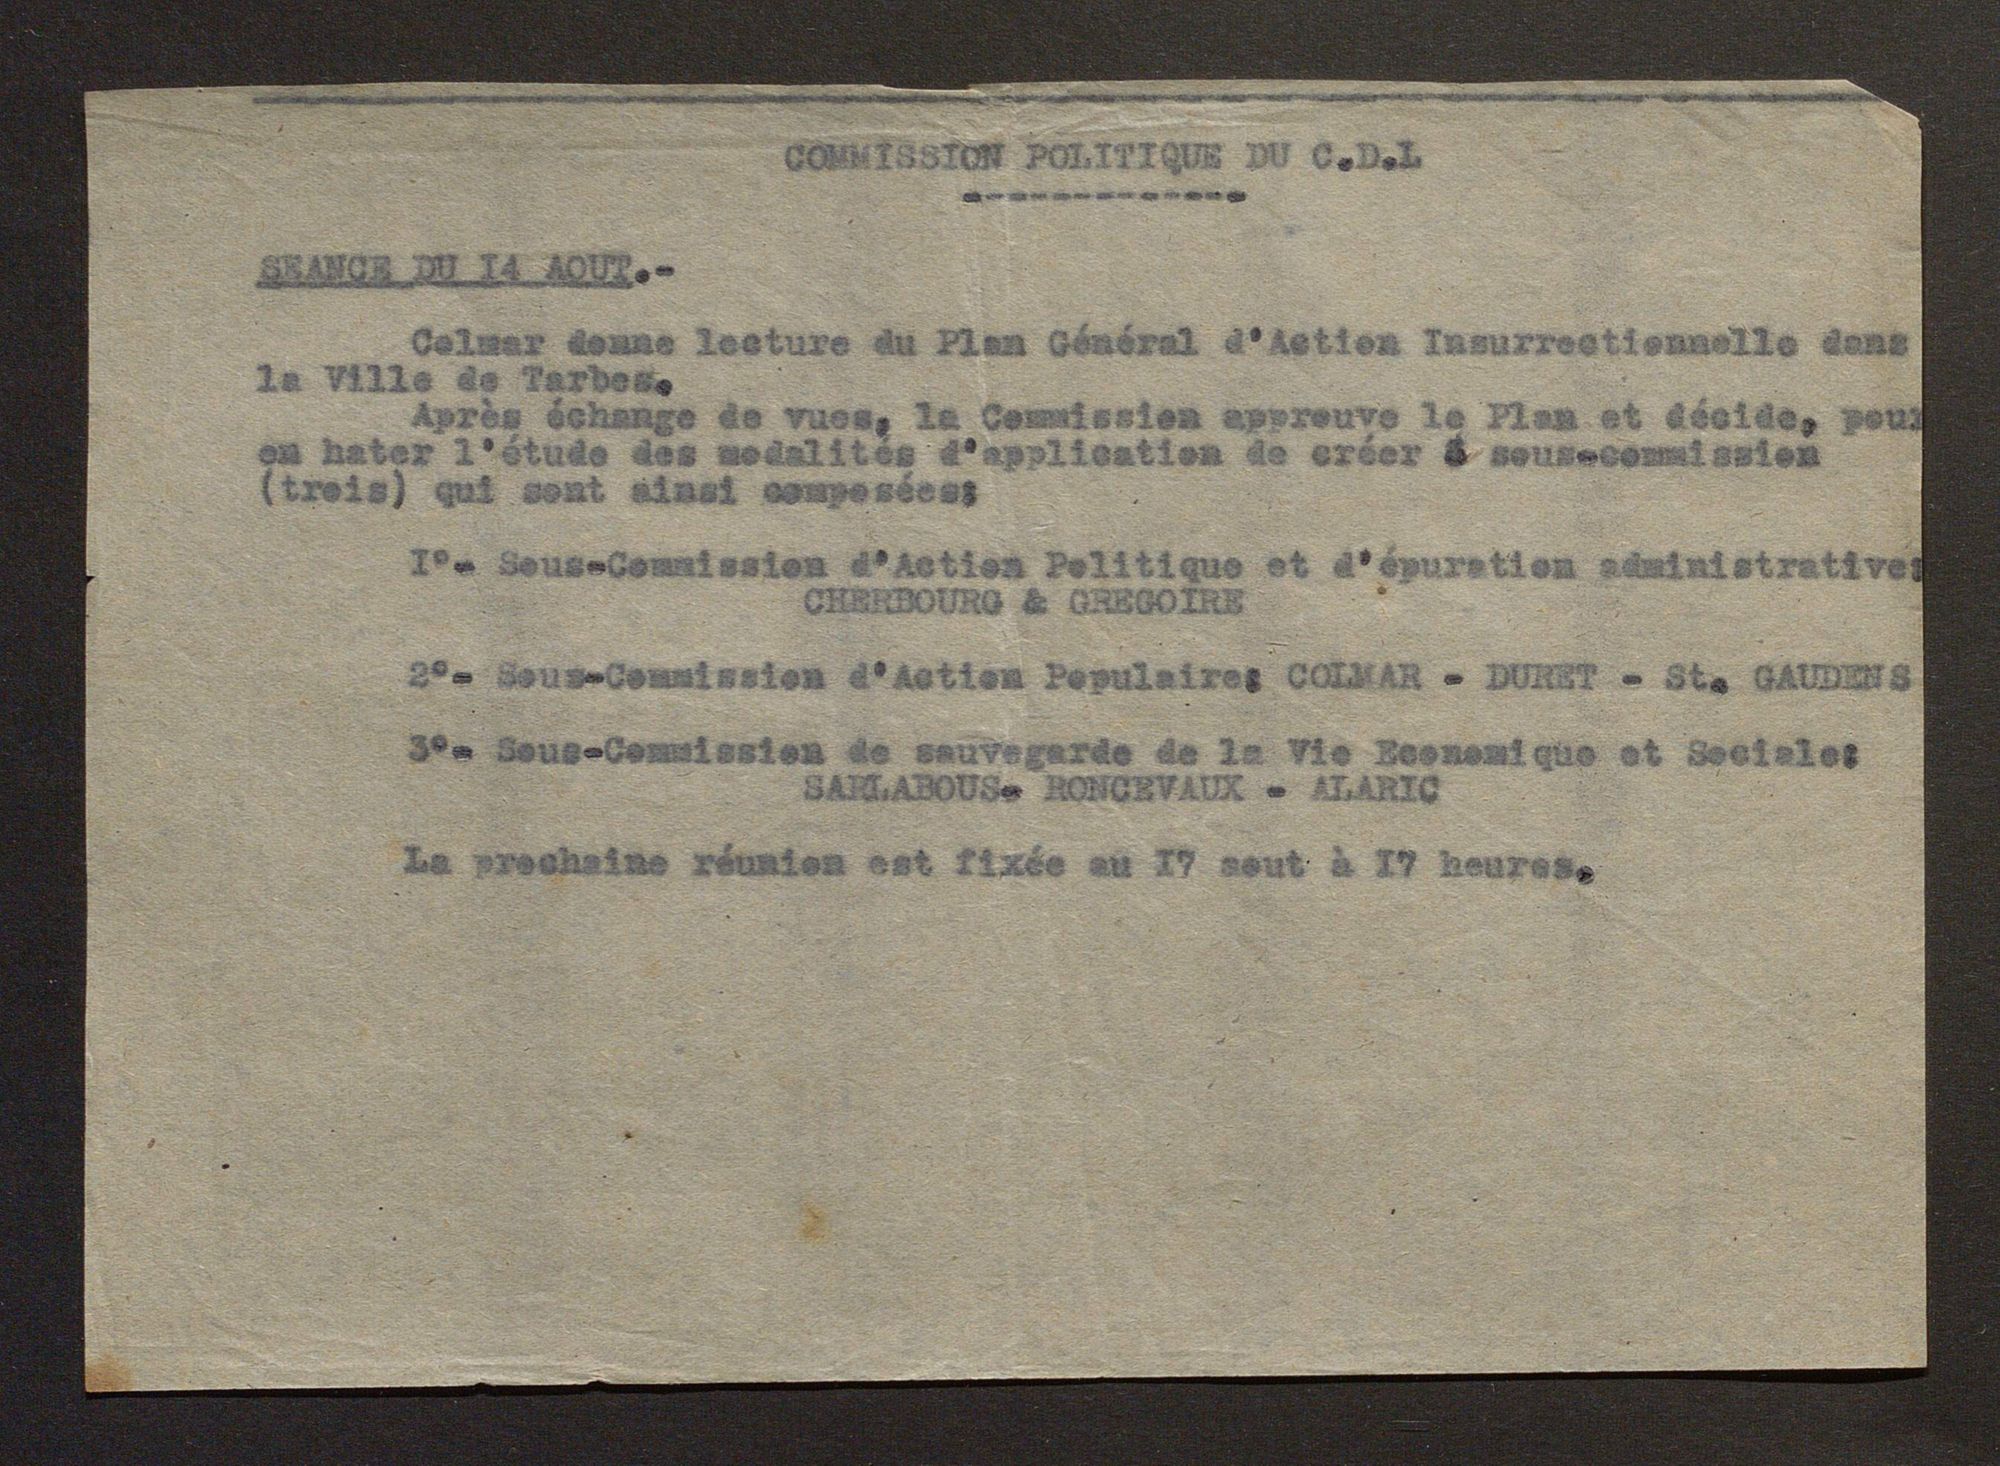 COMMISSION POLITIQUE DU C.D.L
SEANCE DU I4 AOUT.-
Colmar donne lecture du Plan Général d'Action Insurrectionnelle dans
la Ville de Tarbes.
Après échange de vues, la Commission approuve le Plan et décide, pour
en hater l'étude des modalités d'application de créer 3 sous-commission
(trois) qui sont ainsi composées:
I°- Sous-Commission d'Action Politique et d'épuration administrative:
CHERBOURG & GREGOIRE
2°- Sous-Commission d'Action Populaire: COLMAR - DURET - St. GAUDENS
3°- Sous-Commission de sauvegarde de la Vie Economique et Sociale:
SARLABOUS- RONCEVAUX - ALARIC
La prochaine réunion est fixée au I7 aout à I7 heures.